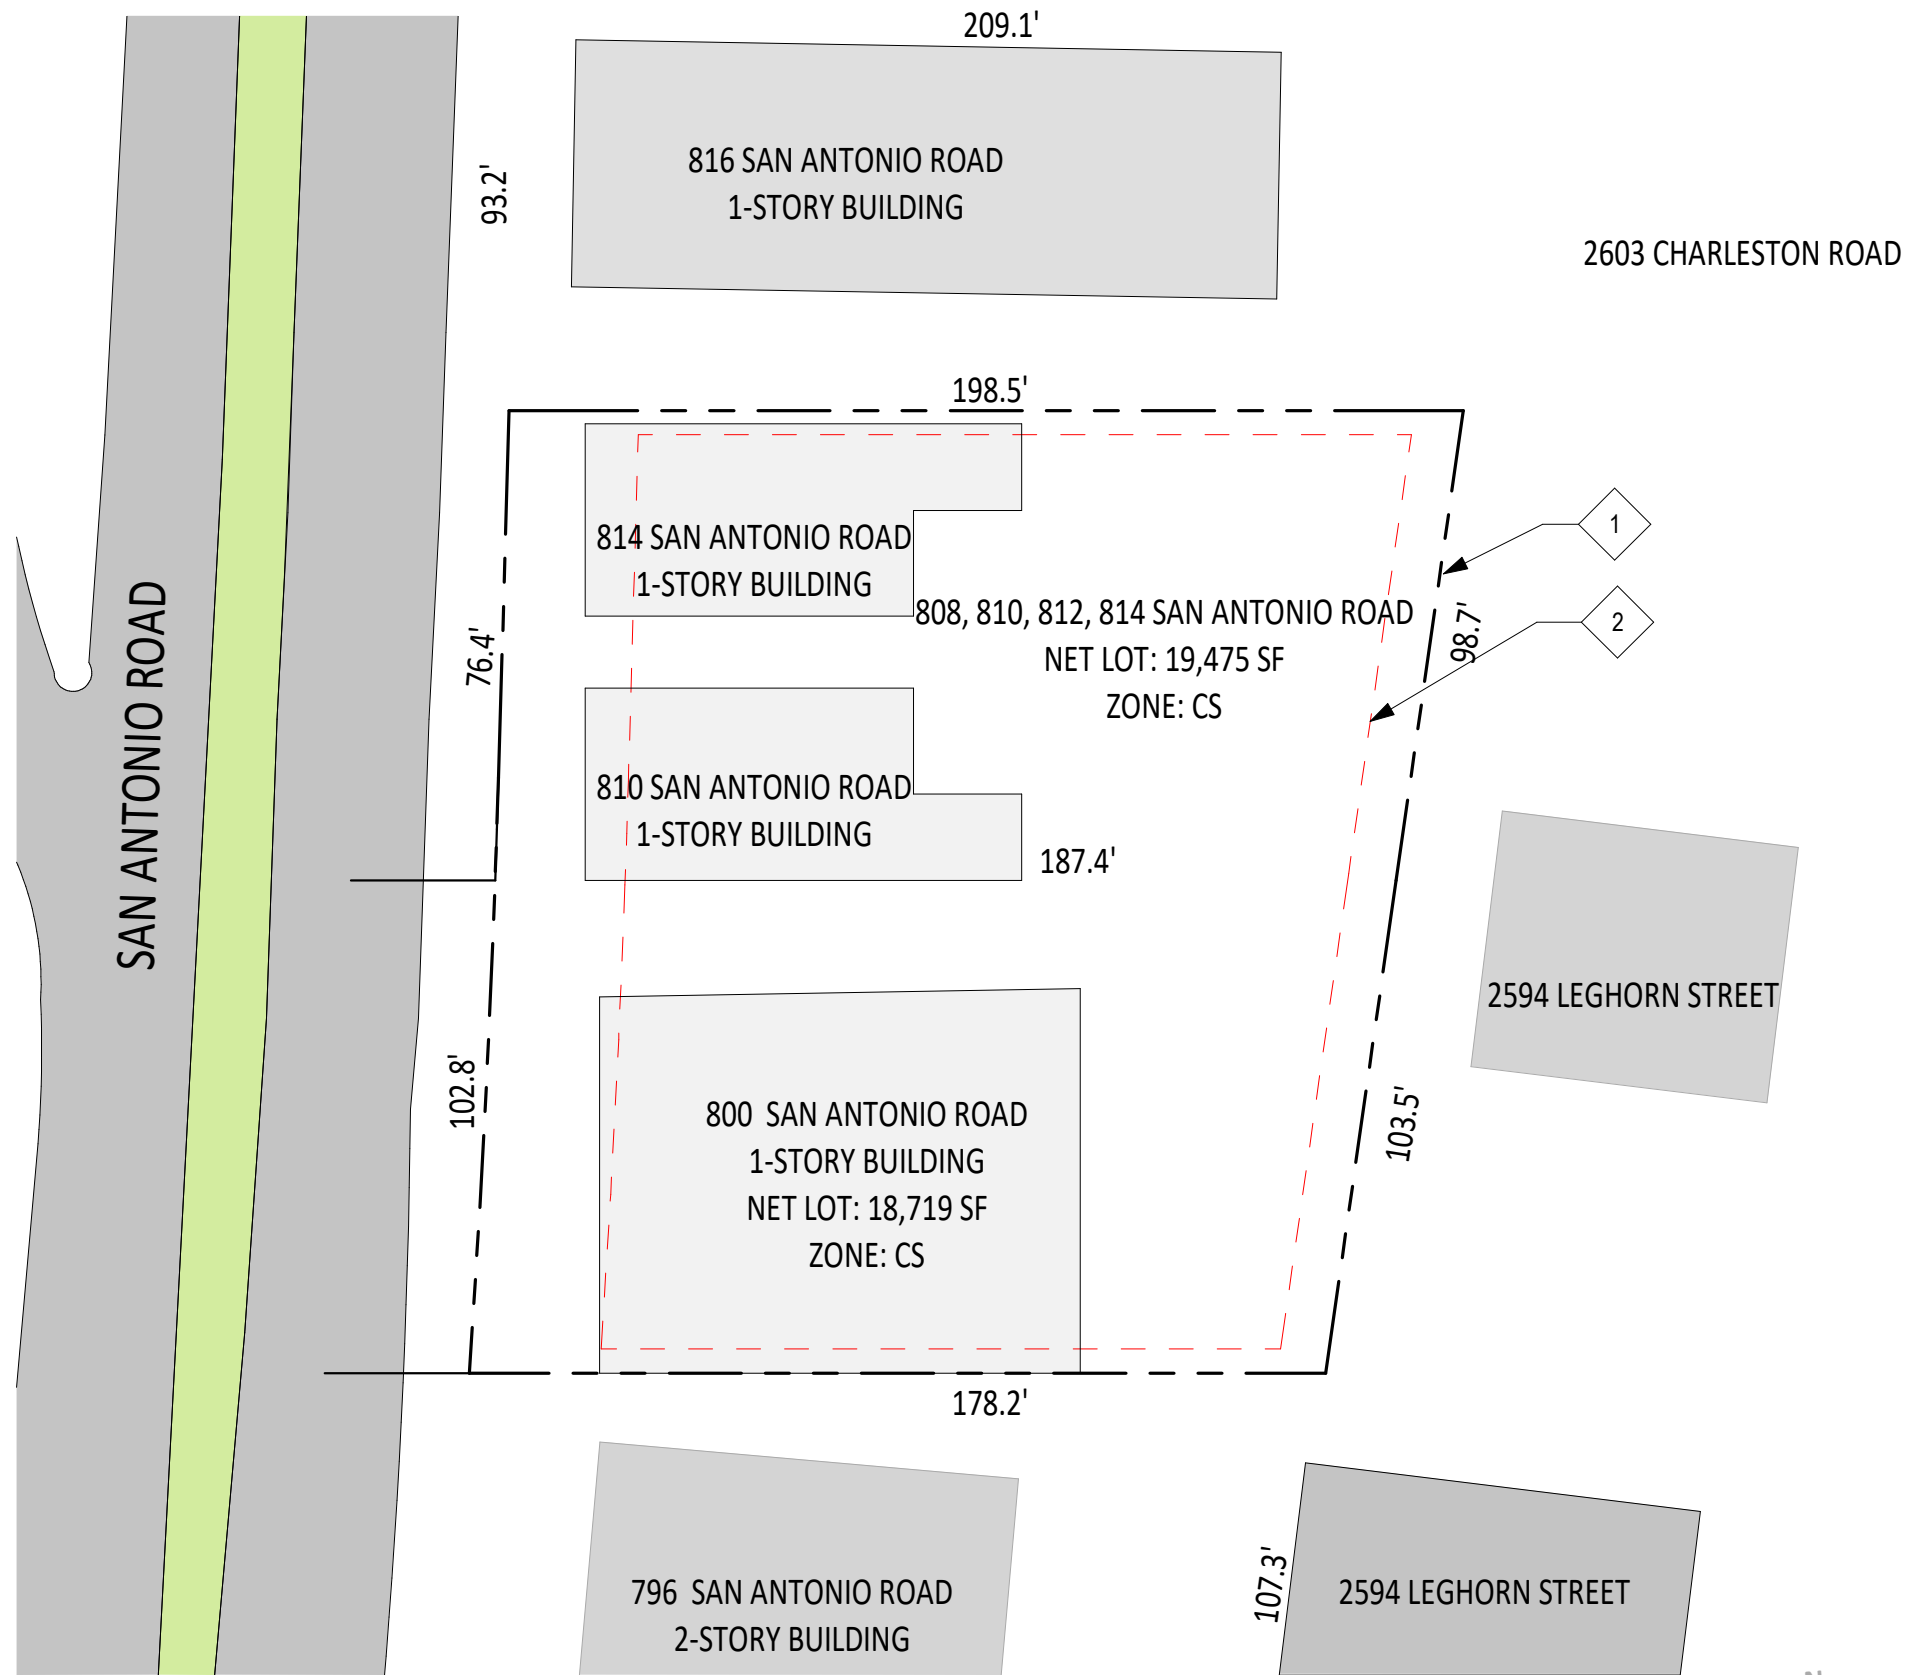 209.1'
816 SAN ANTONIO ROAD
1-STORY BUILDING
93.2'
2603 CHARLESTON ROAD
198.5'
814 SAN ANTONIO ROAD
1-STORY BUILDING
1
2
808, 810, 812, 814 SAN ANTONIO ROAD
NET LOT: 19,475 SF
ZONE: CS
98.7'
76.4'
SAN ANTONIO ROAD
810 SAN ANTONIO ROAD
1-STORY BUILDING
187.4'
2594 LEGHORN STREET
102.8'
800 SAN ANTONIO ROAD
1-STORY BUILDING
NET LOT: 18,719 SF
ZONE: CS
103.5'
178.2'
796 SAN ANTONIO ROAD
2-STORY BUILDING
107.3'
2594 LEGHORN STREET